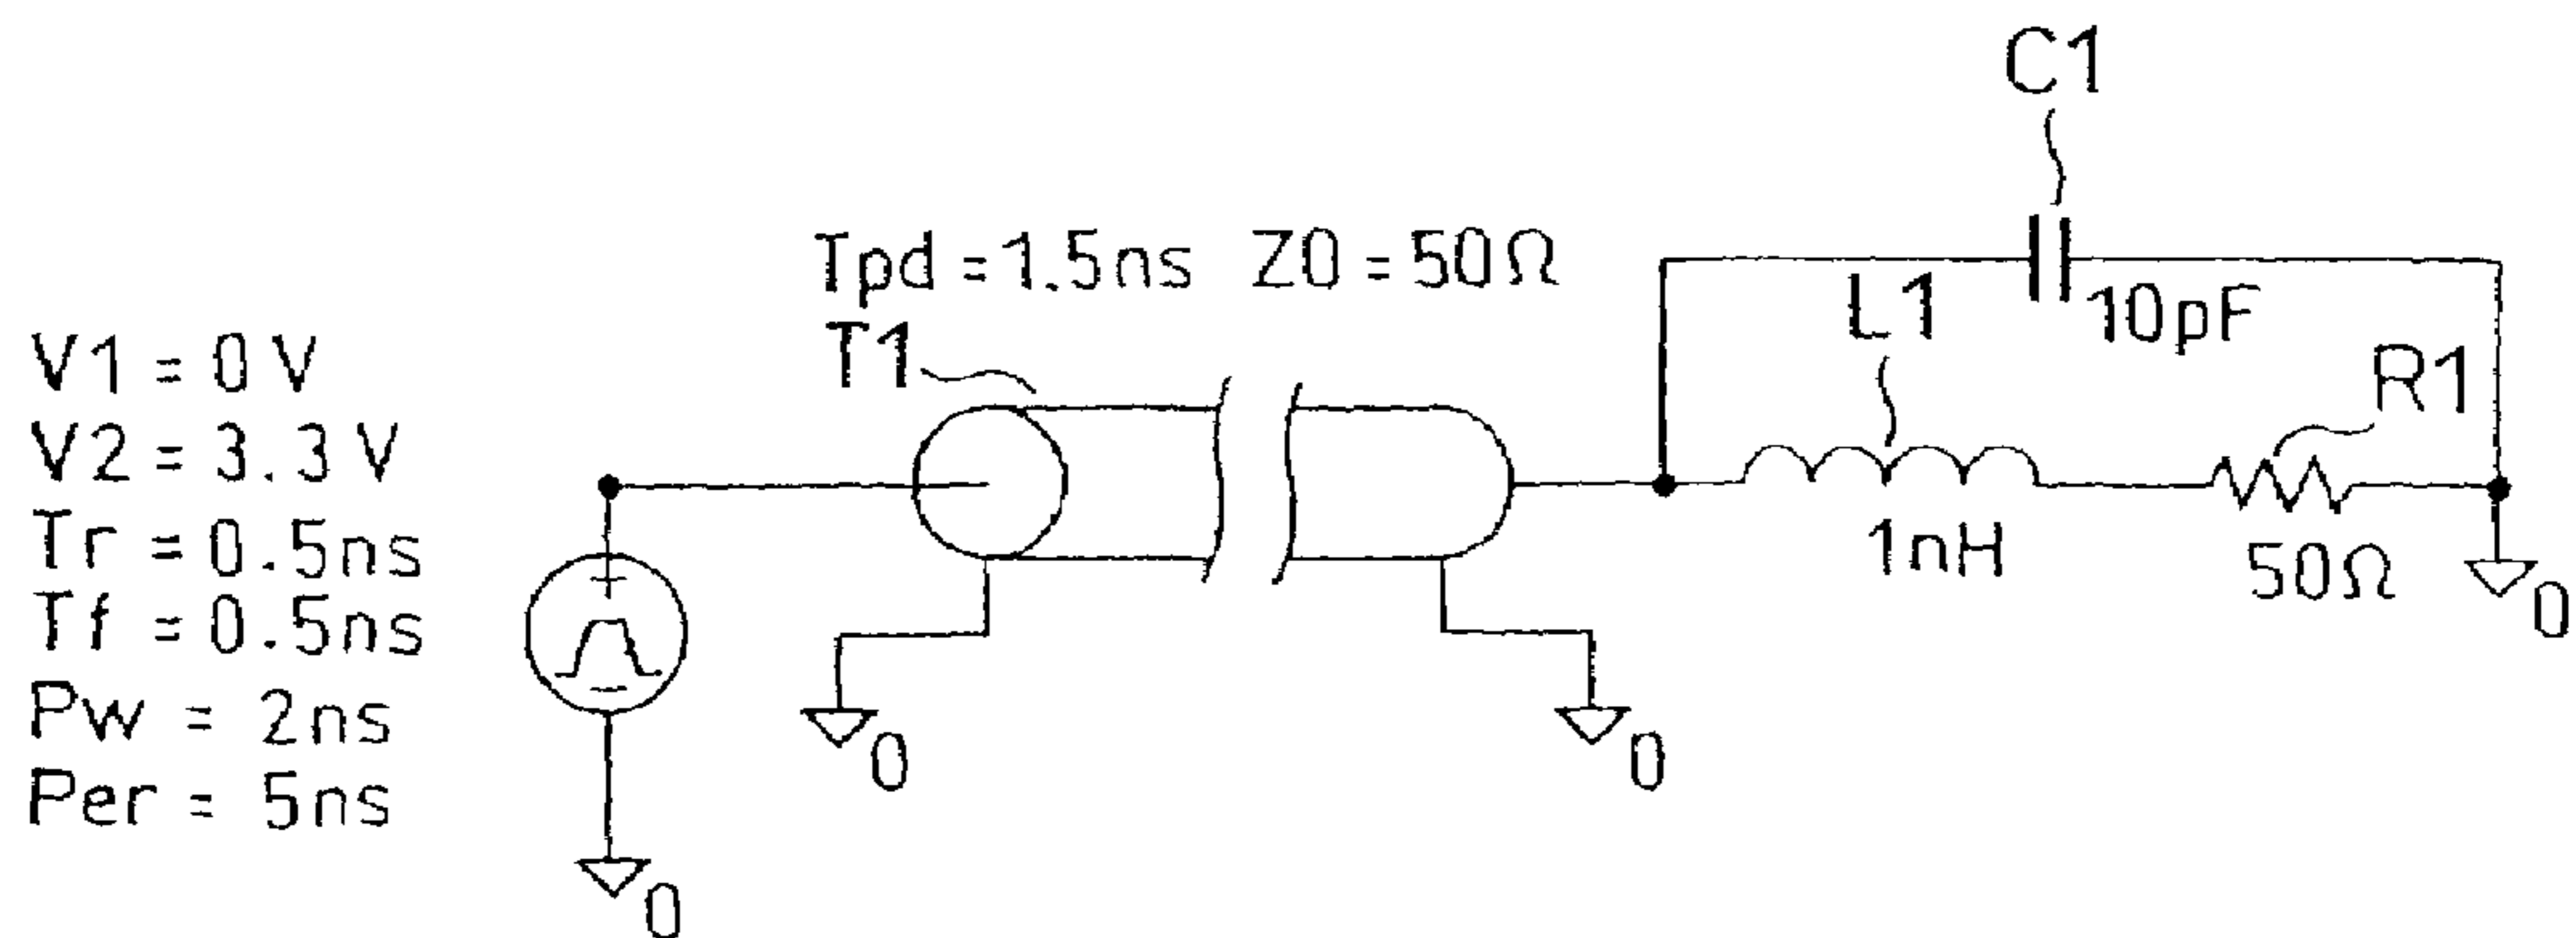 C1
Tpd = 1.5ns Z0 = 50Ω
L1
10pF
T1
R1
V1 = 0 V
V2 = 3.3 V
Tr = 0.5ns
Tf = 0.5ns
Pw = 2ns
Per = 5ns
1nH
50Ω
0
0
0
0